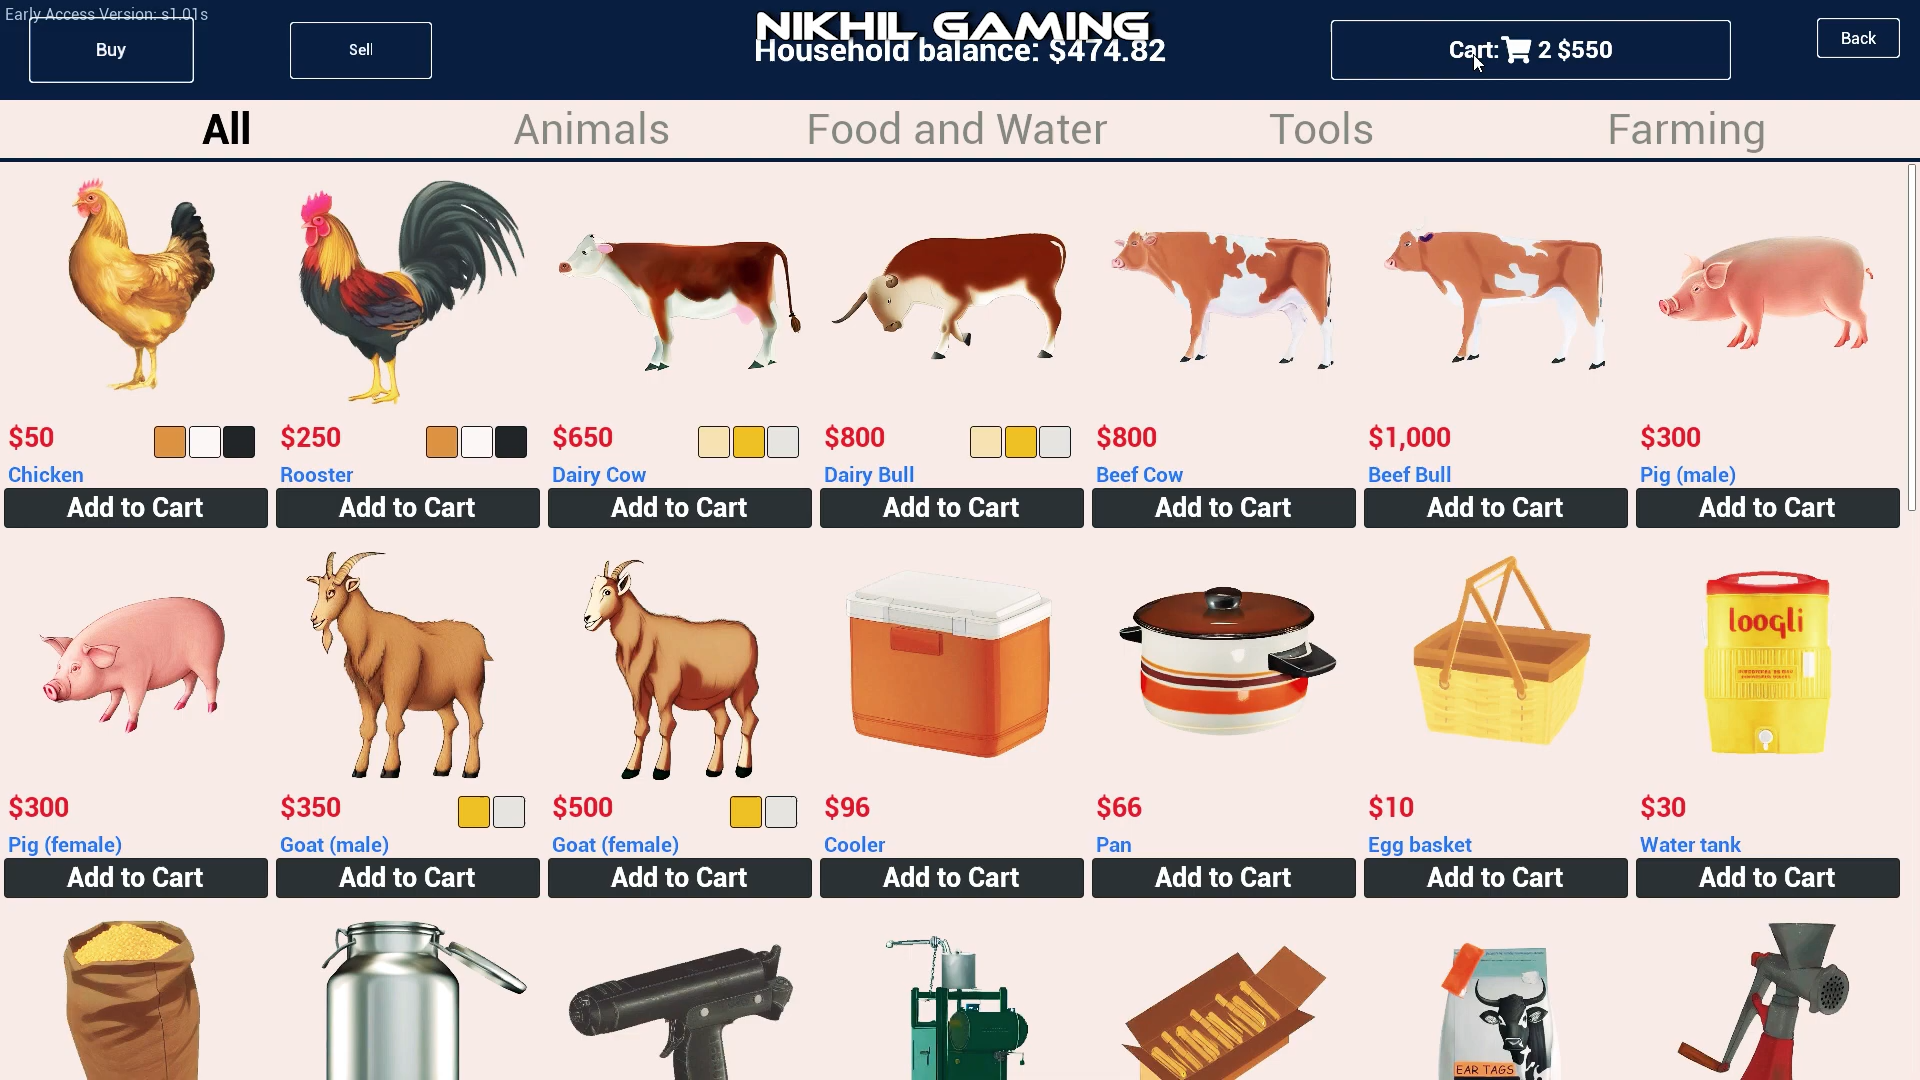 Early Access Version: s1.01s
Buy
Sell
NIKHIL GAMING
Household balance: $474.82
Cart: 2 $550
Back
All
Animals
Food and Water
Tools
Farming
$50
Chicken
Add to Cart
$250
Rooster
Add to Cart
$650
Dairy Cow
Add to Cart
$800
Dairy Bull
Add to Cart
$800
Beef Cow
Add to Cart
$1,000
Beef Bull
Add to Cart
$300
Pig (male)
Add to Cart
loogli
$300
Pig (female)
Add to Cart
$350
Goat (male)
Add to Cart
$500
Goat (female)
Add to Cart
$96
Cooler
Add to Cart
$66
Pan
Add to Cart
$10
Egg basket
Add to Cart
$30
Water tank
Add to Cart
EAR TAGS